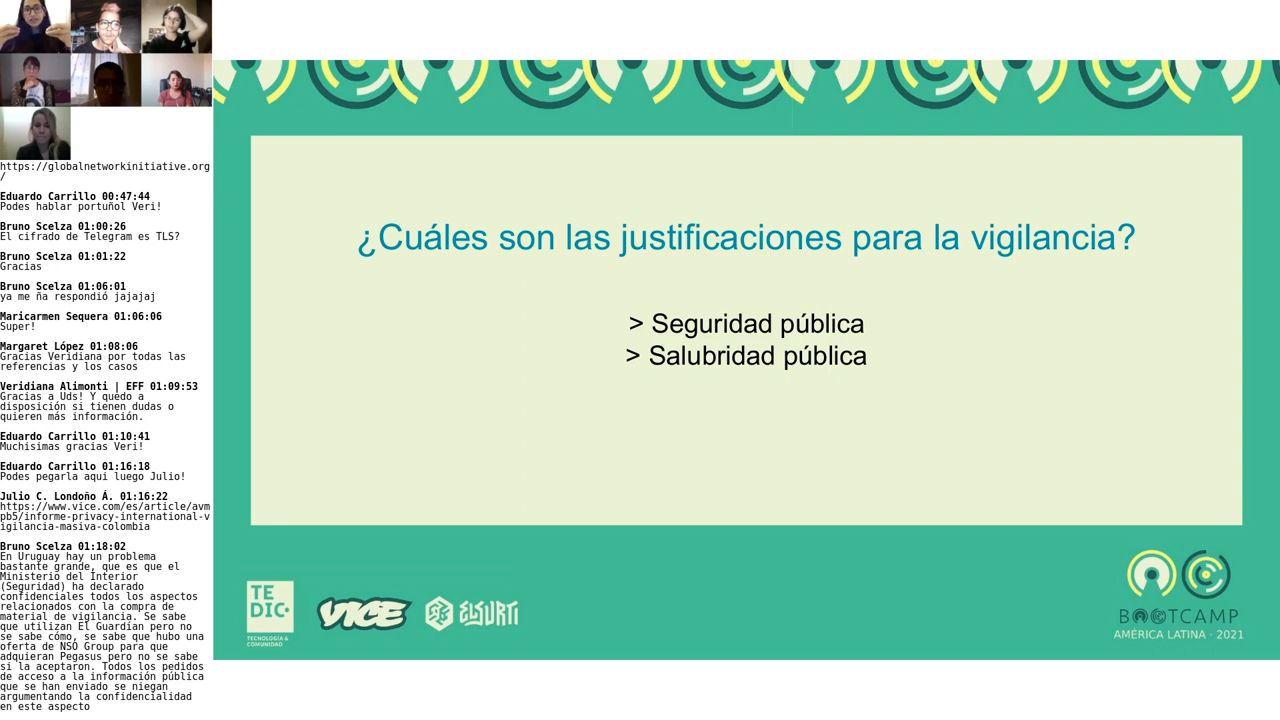 https://globalnetworkinitiative.org
/
Eduardo Carrillo 00:47:44
Podes hablar portuñol Veri!
Bruno Scelza 01:00:26
El cifrado de Telegram es TLS?
Bruno Scelza 01:01:22
Gracias
Bruno Scelza 01:06:01
ya me ña respondió jajajaj
Maricarmen Sequera 01:06:06
Super!
Margaret López 01:08:06
Gracias Veridiana por todas las
referencias y los casos
Veridiana Alimonti | EFF 01:09:53
Gracias a Uds! Y quedo a
disposición si tienen dudas o
quieren más información.
Eduardo Carrillo 01:10:41
Muchisimas gracias Veri!
Eduardo Carrillo 01:16:18
Podes pegarla aqui luego Julio!
Julio C. Londoño Á. 01:16:22
https://www.vice.com/es/article/avm
pb5/informe-privacy-international-v
igilancia-masiva-colombia
Bruno Scelza 01:18:02
En Uruguay hay un problema
bastante grande, que es que el
Ministerio del Interior
(Seguridad) ha declarado
confidenciales todos los aspectos
relacionados con la compra de
material de vigilancia. Se sabe
que utilizan El Guardían pero no
se sabe cómo, se sabe que hubo una
oferta de NSO Group para que
adquieran Pegasus pero no se sabe
si la aceptaron. Todos los pedidos
de acceso a la información pública
que se han enviado se niegan
argumentando la confidencialidad
en este aspecto
¿Cuáles son las justificaciones para la vigilancia?
> Seguridad pública
> Salubridad pública
TE
DIC
TECNOLOGÍA &
COMUNIDAD
VICE
ELSURTI
BOOTCAMP
AMÉRICA LATINA · 2021